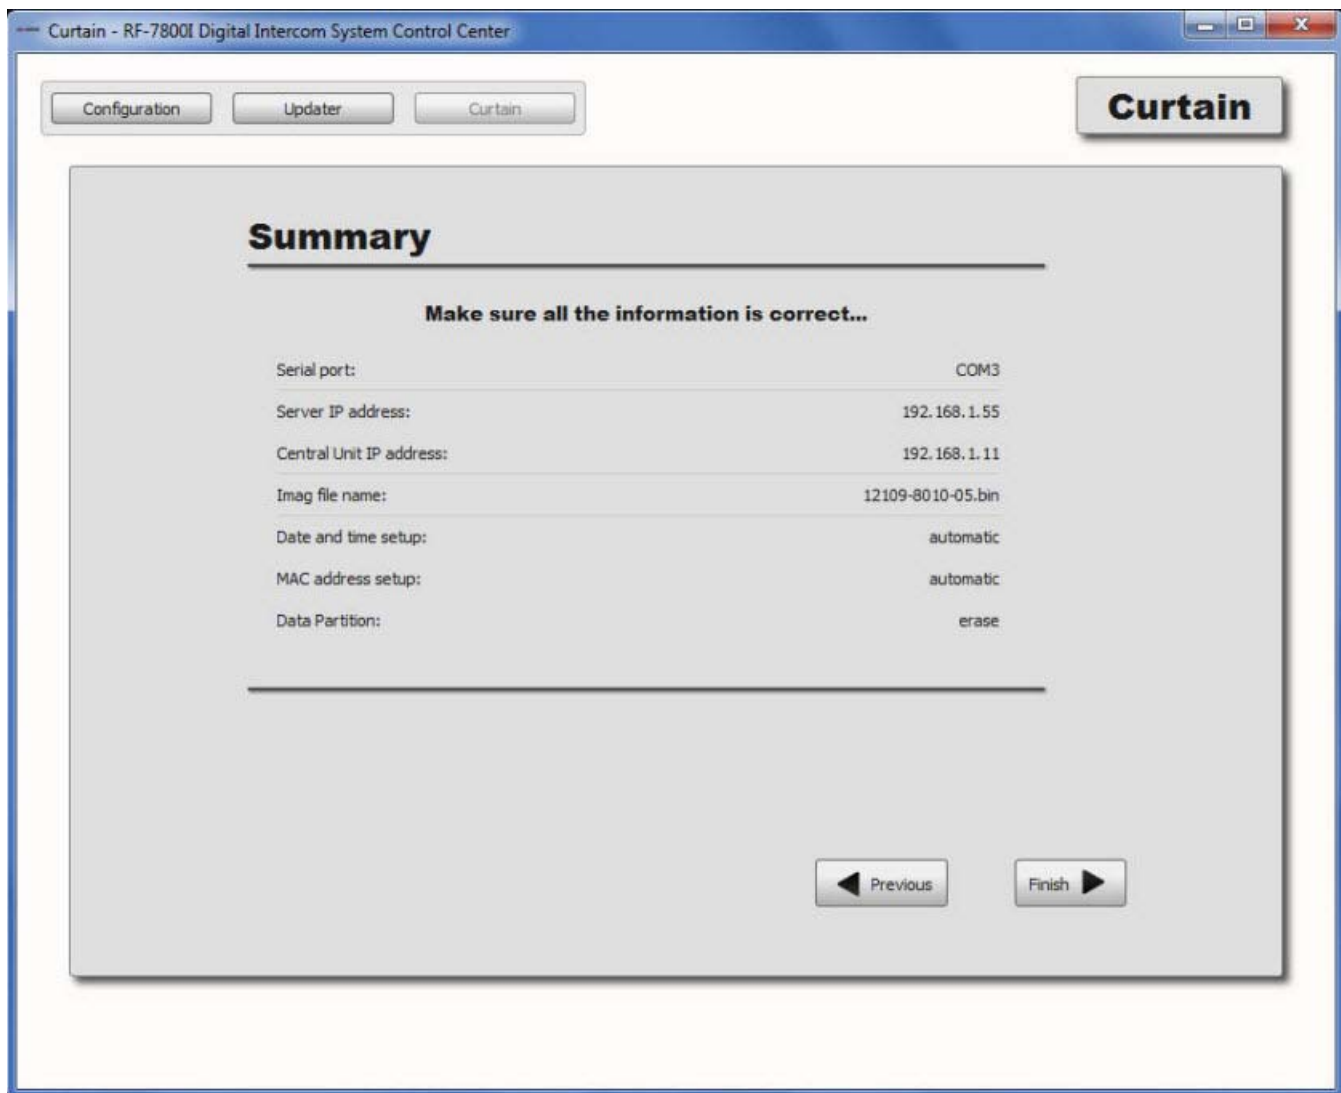 Curtain - RF-7800I Digital Intercom System Control Center
Configuration Updater Curtain
Curtain
Summary
Make sure all the information is correct...
Serial port: COM3
Server IP address: 192.168.1.55
Central Unit IP address: 192.168.1.11
Imag file name: 12109-8010-05.bin
Date and time setup: automatic
MAC address setup: automatic
Data Partition: erase
Previous Finish